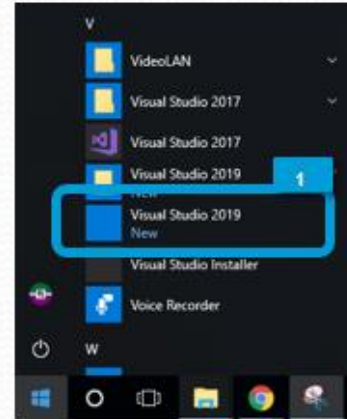 V
VideoLAN
Visual Studio 2017
Visual Studio 2017
Visual Studio 2019
1
New
Visual Studio 2019
New
Visual Studio Installer
Voice Recorder
W